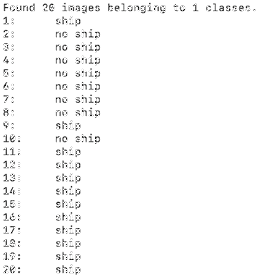 Found 26 images belonging to 1 classes.
1: ship
2: no ship
3: no ship
4: no ship
5: no ship
6: no ship
7: no ship
8: no ship
9: ship
10: no ship
11: ship
12: ship
13: ship
14: ship
15: ship
16: ship
17: ship
18: ship
19: ship
20: ship